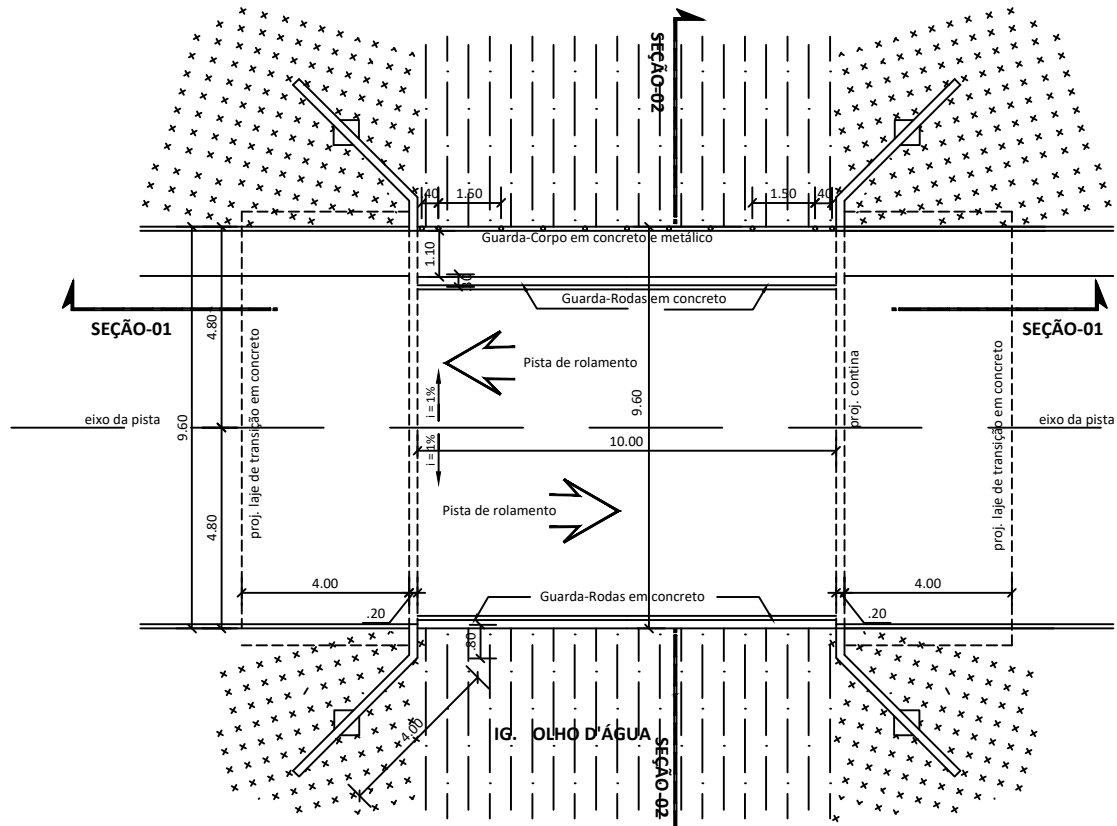 SEÇÃO-02
.40
1.50
1.50
.40
Guarda-Corpo em concreto e metálico
1.10
Guarda-Rodas em concreto
SEÇÃO-01
SEÇÃO-01
4.80
9.60
proj. laje de transição em concreto
Pista de rolamento
i = 1%
9.60
proj. contina
proj. laje de transição em concreto
eixo da pista
eixo da pista
i = 1%
10.00
Pista de rolamento
4.80
4.00
4.00
.20
Guarda-Rodas em concreto
.20
.80
4.00
IG. OLHO D'ÁGUA
SEÇÃO-02